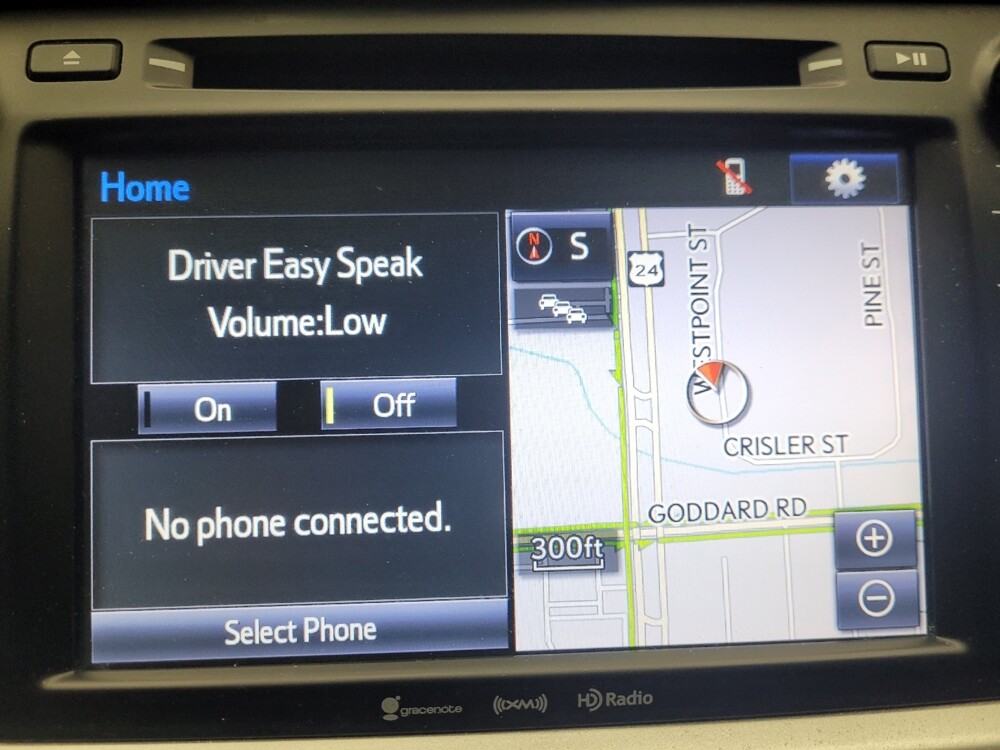 Home
Driver Easy Speak
Volume:Low
On
Off
No phone connected.
Select Phone
N
S
24
WESTPOINT ST
PINE ST
CRISLER ST
GODDARD RD
300ft
gracenote
((XM))
HD Radio